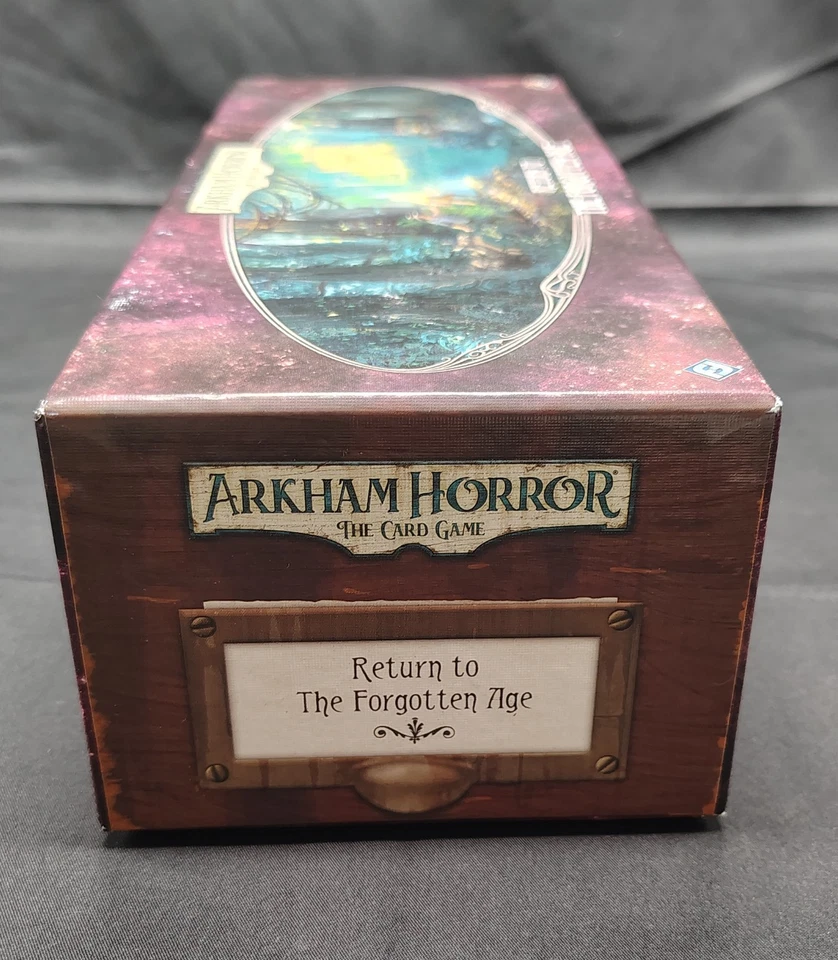 ARKHAM HORROR
THE CARD GAME
Return to
The Forgotten Age